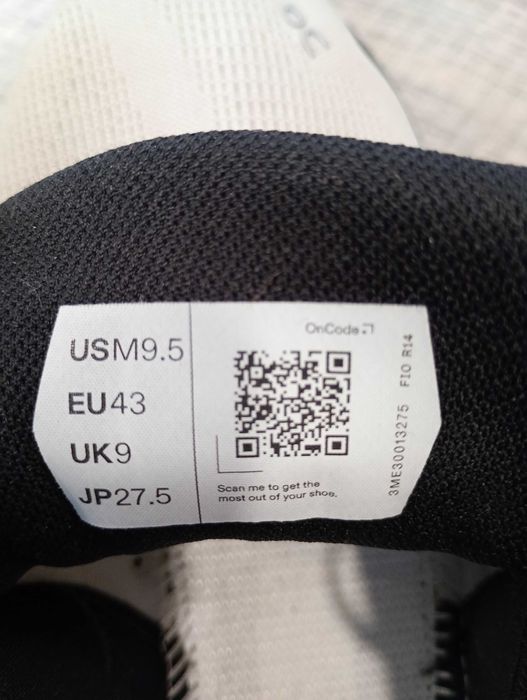 USM9.5
EU43
UK9
JP27.5
OnCode
Scan me to get the
most out of your shoe.
3ME30013275 FIO R14